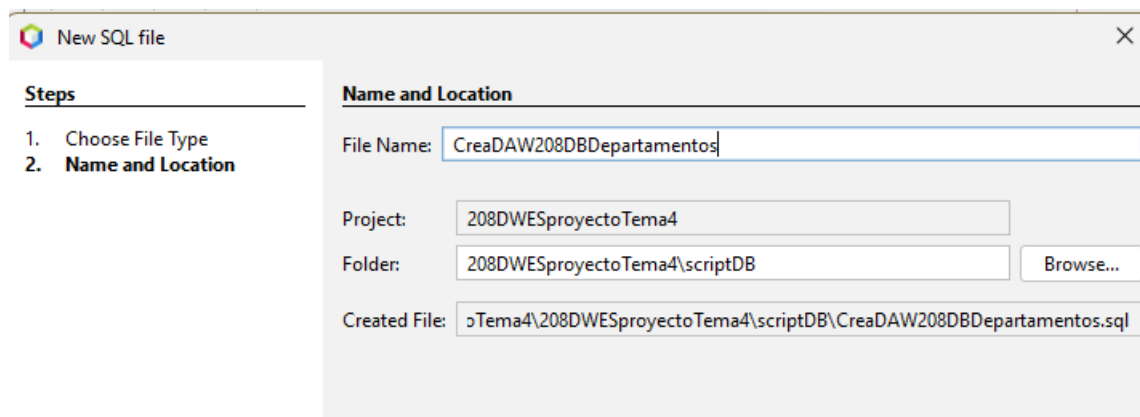 New SQL file
Steps
1. Choose File Type
2. Name and Location
Name and Location
File Name: CreaDAW208DBDepartamentos
Project: 208DWESproyectoTema4
Folder: 208DWESproyectoTema4\scriptDB Browse...
Created File: oTema4\208DWESproyectoTema4\scriptDB\CreaDAW208DBDepartamentos.sql